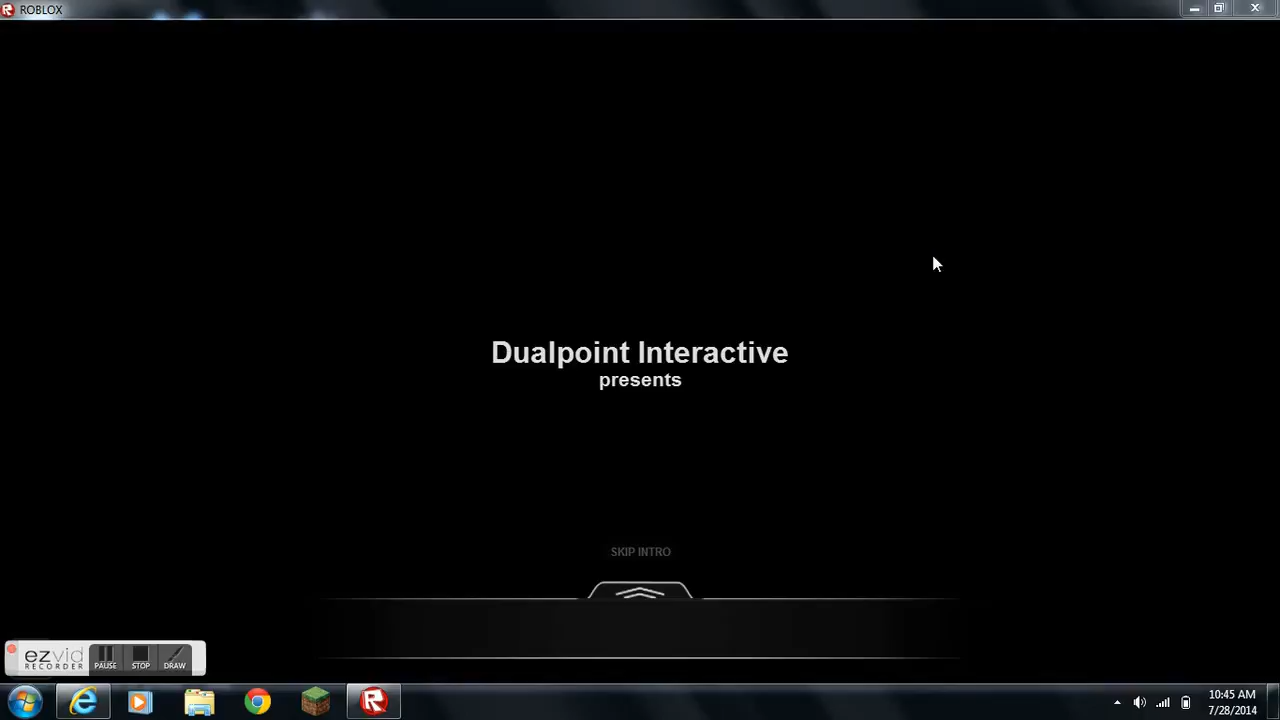 ROBLOX
Dualpoint Interactive
presents
SKIP INTRO
ezvid
RECORDER
PAUSE
STOP
DRAW
10:45 AM
7/28/2014